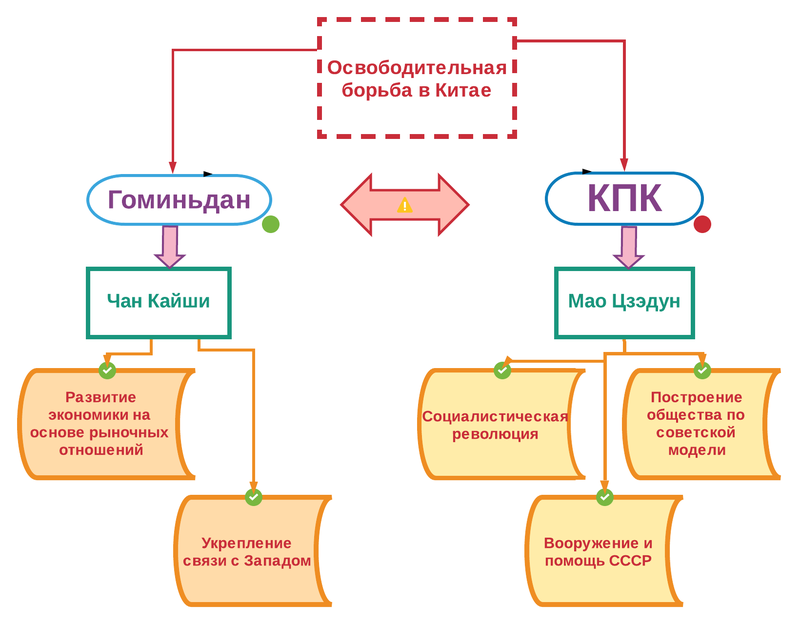 Освободительная
борьба в Китае
Гоминьдан
КПК
Чан Кайши
Мао Цзэдун
Развитие
экономики на
основе рыночных
отношений
Социалистическая
революция
Построение
общества по
советской
модели
Укрепление
связи с Западом
Вооружение и
помощь СССР